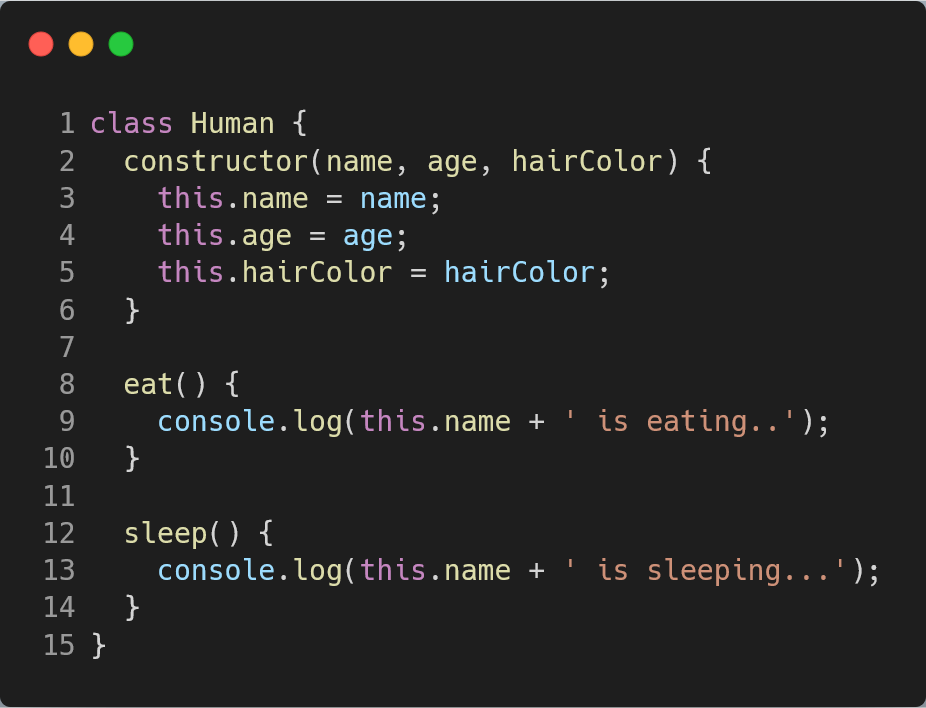 1 class Human {
2   constructor(name, age, hairColor) {
3     this.name = name;
4     this.age = age;
5     this.hairColor = hairColor;
6   }
7
8   eat() {
9     console.log(this.name + ' is eating..');
10   }
11
12   sleep() {
13     console.log(this.name + ' is sleeping...');
14   }
15 }